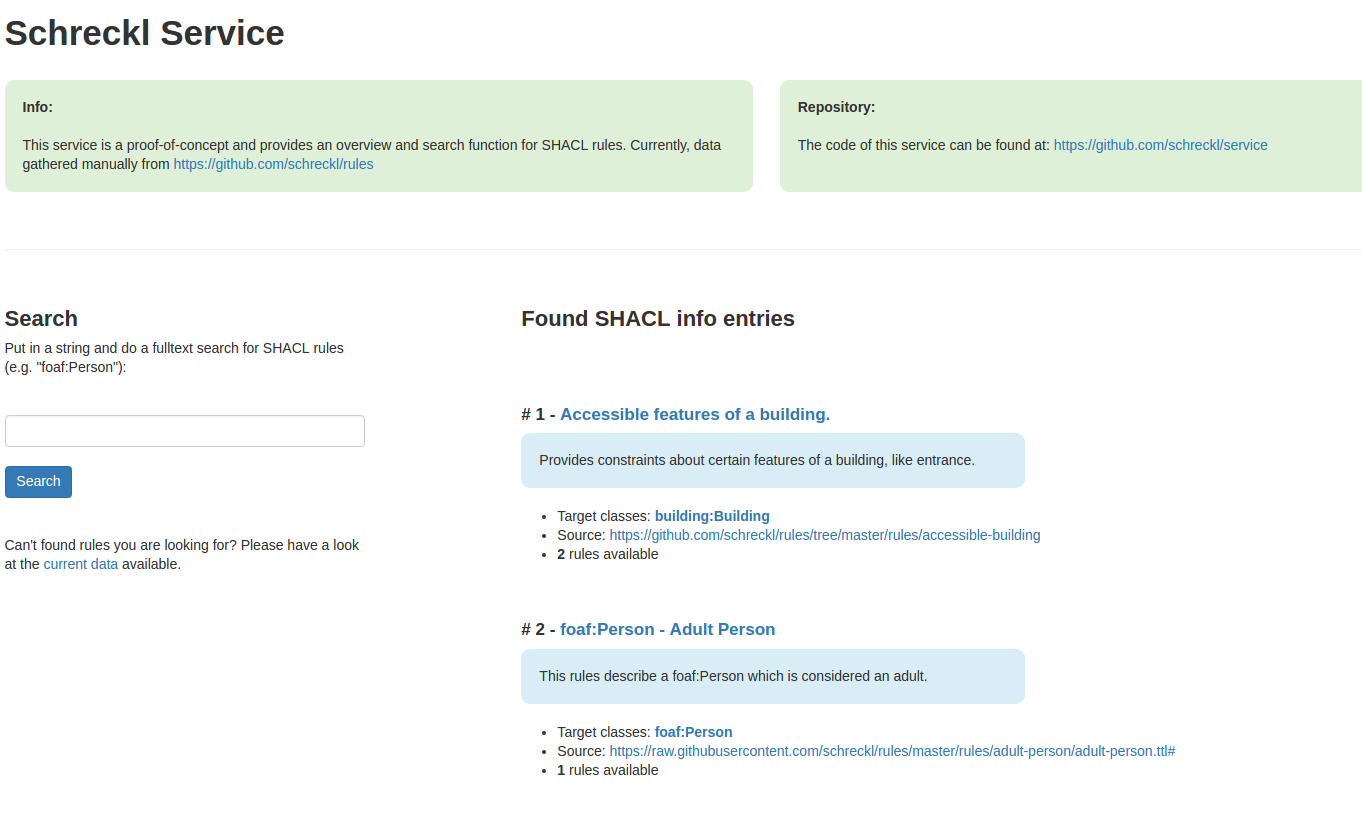 Schreckl Service
Info:
This service is a proof-of-concept and provides an overview and search function for SHACL rules. Currently, data
gathered manually from https://github.com/schreckl/rules
Repository:
The code of this service can be found at: https://github.com/schreckl/service
Search
Put in a string and do a fulltext search for SHACL rules
(e.g. "foaf:Person"):
Search
Can't found rules you are looking for? Please have a look
at the current data available.
Found SHACL info entries
# 1 - Accessible features of a building.
Provides constraints about certain features of a building, like entrance.
• Target classes: building:Building
• Source: https://github.com/schreckl/rules/tree/master/rules/accessible-building
• 2 rules available
# 2 - foaf:Person - Adult Person
This rules describe a foaf:Person which is considered an adult.
• Target classes: foaf:Person
• Source: https://raw.githubusercontent.com/schreckl/rules/master/rules/adult-person/adult-person.ttl#
• 1 rules available